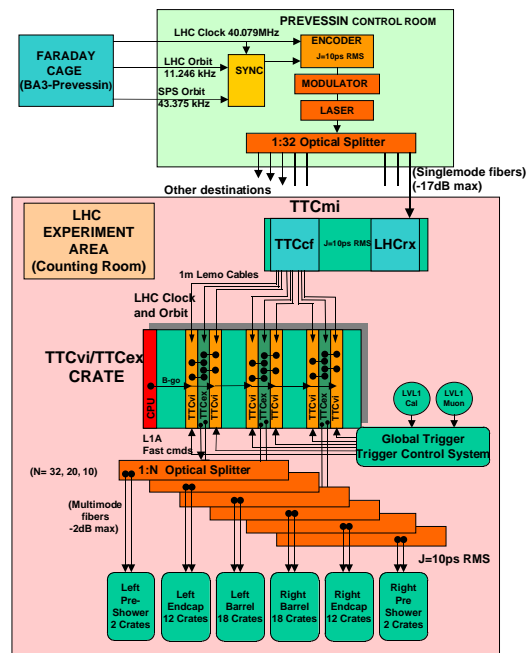 PREVESSIN CONTROL ROOM
LHC Clock 40.079MHz
FARADAY
CAGE
(BA3-Prevessin)
LHC Orbit
11.246 kHz
SPS Orbit
43.375 kHz
SYNC
ENCODER
J=10ps RMS
MODULATOR
LASER
1:32 Optical Splitter
Other destinations
(Singlemode fibers)
(-17dB max)
TTCmi
LHC
EXPERIMENT
AREA
(Counting Room)
TTCcf
J=10ps RMS
LHCrx
1m Lemo Cables
LHC Clock
and Orbit
TTCvi/TTCex
CRATE
CPU
B-go
TTCvi
TTCex
TTCvi
TTCvi
TTCex
TTCvi
TTCvi
TTCex
TTCvi
LVL1
Cal
LVL1
Muon
Global Trigger
Trigger Control System
L1A
Fast cmds
(N= 32, 20, 10)
1:N Optical Splitter
(Multimode
fibers
-2dB max)
J=10ps RMS
Left
Pre-
Shower
2 Crates
Left
Endcap
12 Crates
Left
Barrel
18 Crates
Right
Barrel
18 Crates
Right
Endcap
12 Crates
Right
Pre
Shower
2 Crates